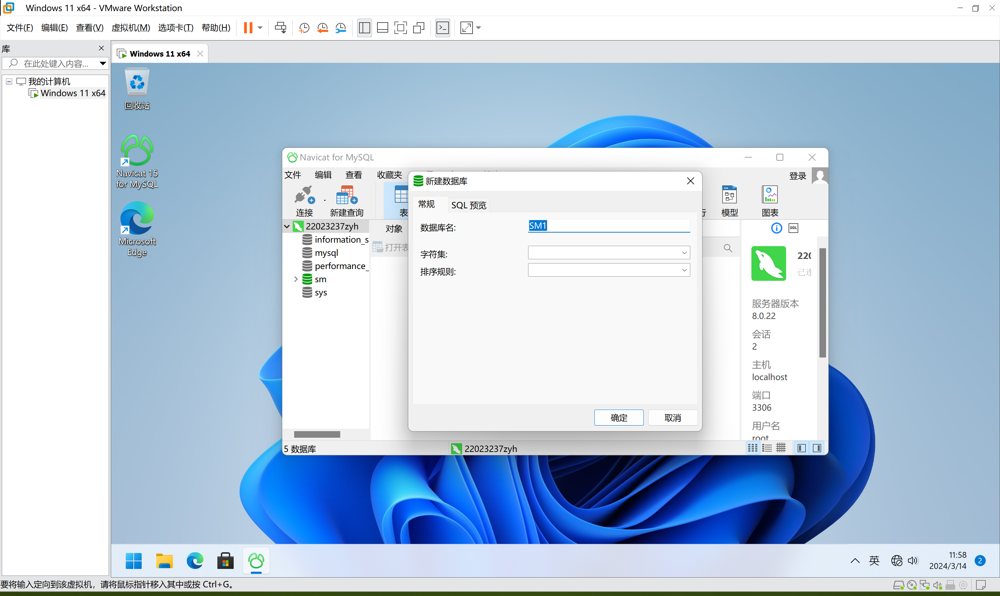 Windows 11 x64 - VMware Workstation
文件(F) 编辑(E) 查看(V) 虚拟机(M) 选项卡(T) 帮助(H)
库
在此处键入内容...
我的计算机
Windows 11 x64
Windows 11 x64
回收站
Navicat 15
for MySQL
Microsoft
Edge
Navicat for MySQL
文件 编辑 查看 收藏夹
登录
连接 新建查询 表 模型 图表
22023237zyh
information_s
mysql
performance_
sm
sys
对象
打开表
新建数据库
常规 SQL 预览
数据库名: SM1
字符集:
排序规则:
确定 取消
DDL
220
已连
服务器版本
8.0.22
会话
2
主机
localhost
端口
3306
用户名
root
5 数据库
22023237zyh
英
11:58
2024/3/14
2
要将输入定向到该虚拟机，请将鼠标指针移入其中或按 Ctrl+G。